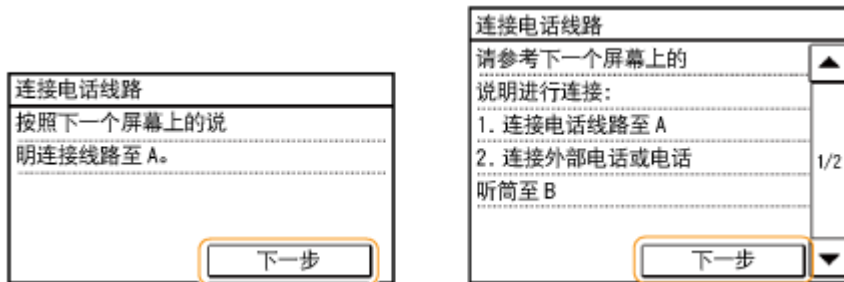 连接电话线路
按照下一个屏幕上的说
明连接线路至 A。
下一步
连接电话线路
请参考下一个屏幕上的
说明进行连接：
1. 连接电话线路至 A
2. 连接外部电话或电话
听筒至 B
1/2
下一步